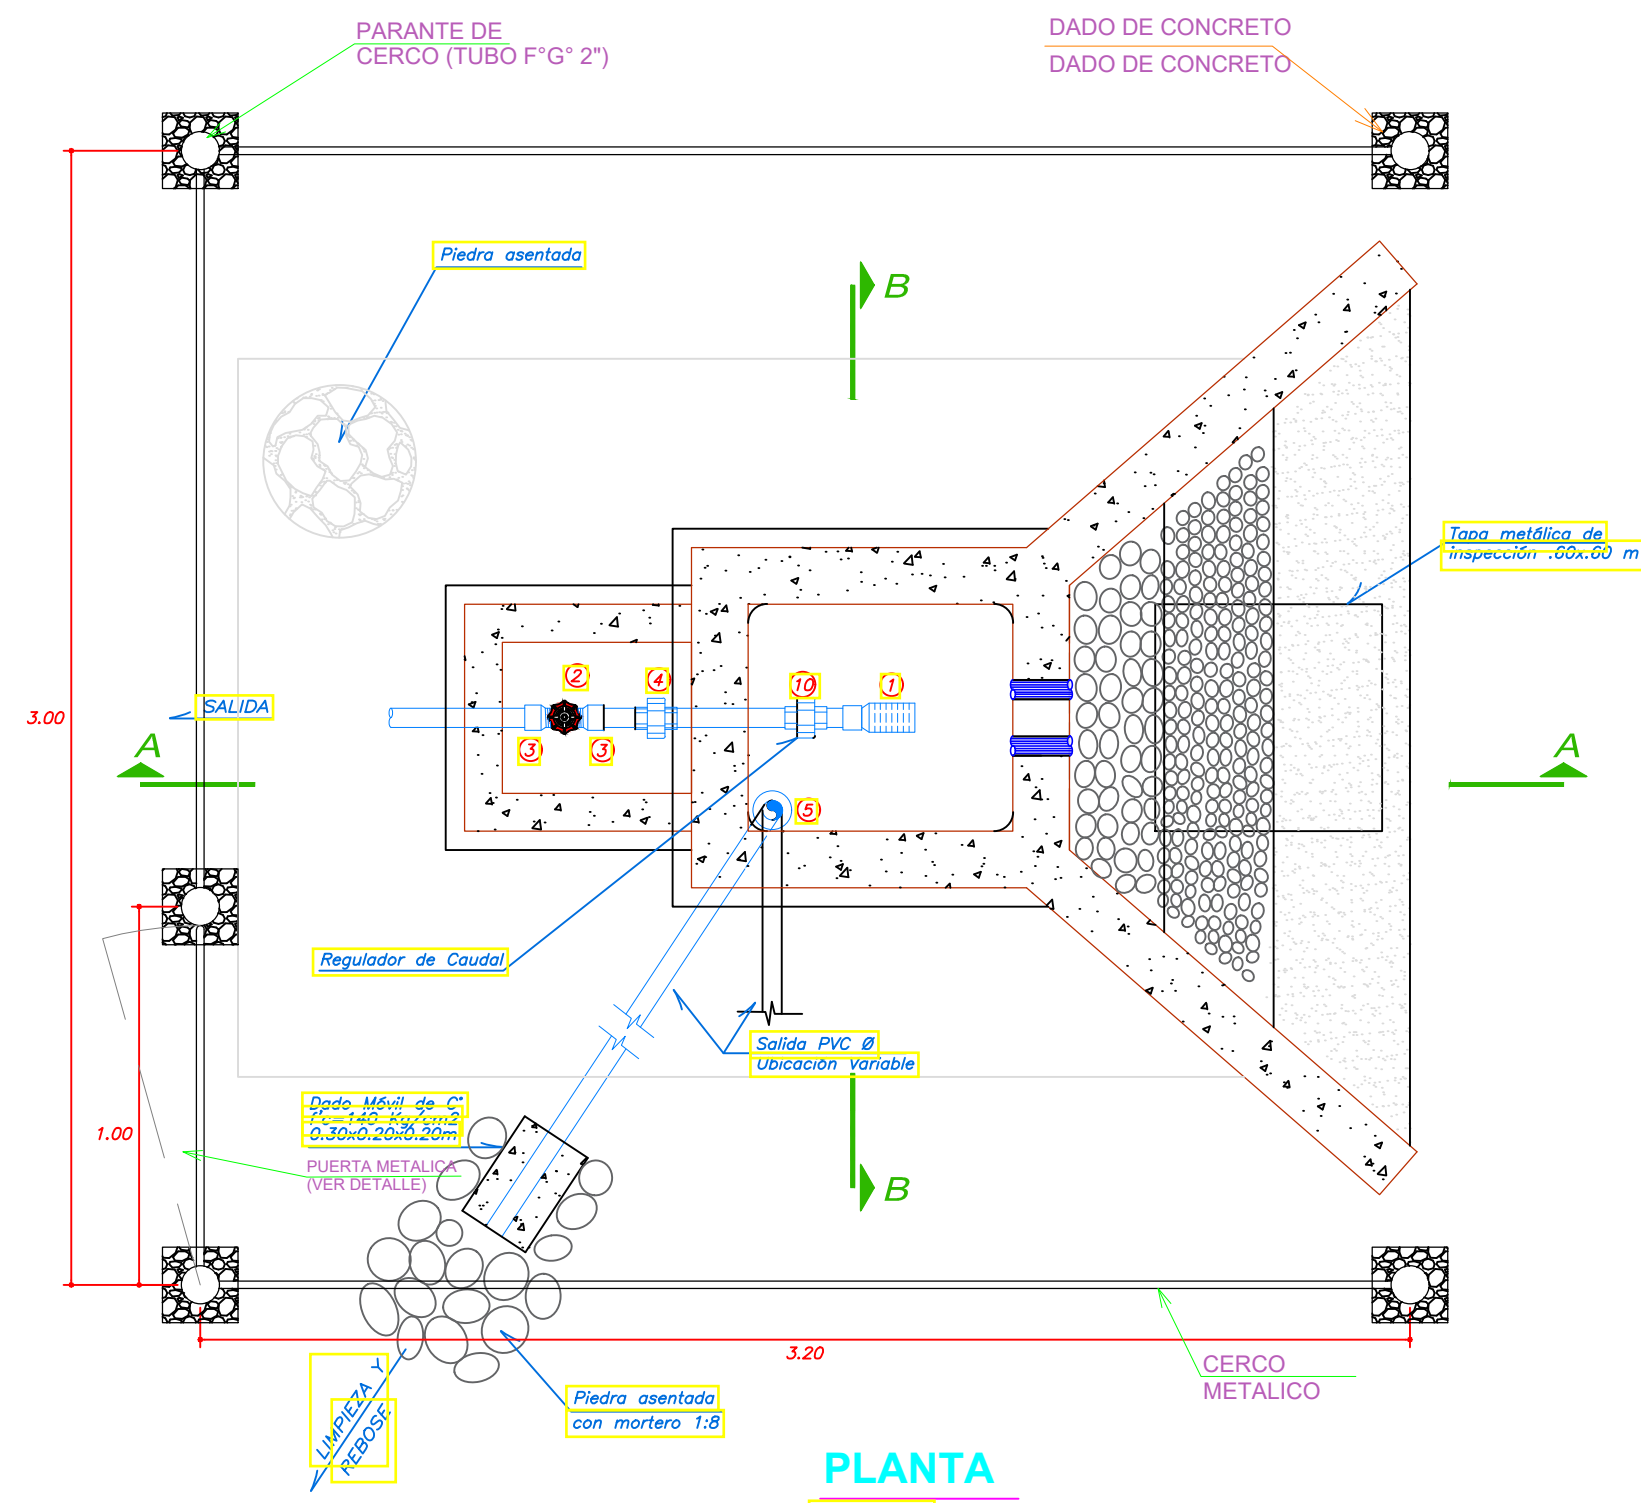 PARANTE DE
CERCO (TUBO F°G° 2")
DADO DE CONCRETO
DADO DE CONCRETO
Piedra asentada
B
Tapa metálica de
inspección .60x.60 m
2
4
10
1
SALIDA
3.00
3
3
A
A
5
Regulador de Caudal
Salida PVC Ø
Ubicación Variable
Dado Móvil de C°
f'c=140 Kg/cm2
0.30x0.20x0.20m
1.00
PUERTA METALICA
(VER DETALLE)
B
3.20
CERCO
METALICO
LIMPIEZA Y
REBOSE
Piedra asentada
con mortero 1:8
PLANTA